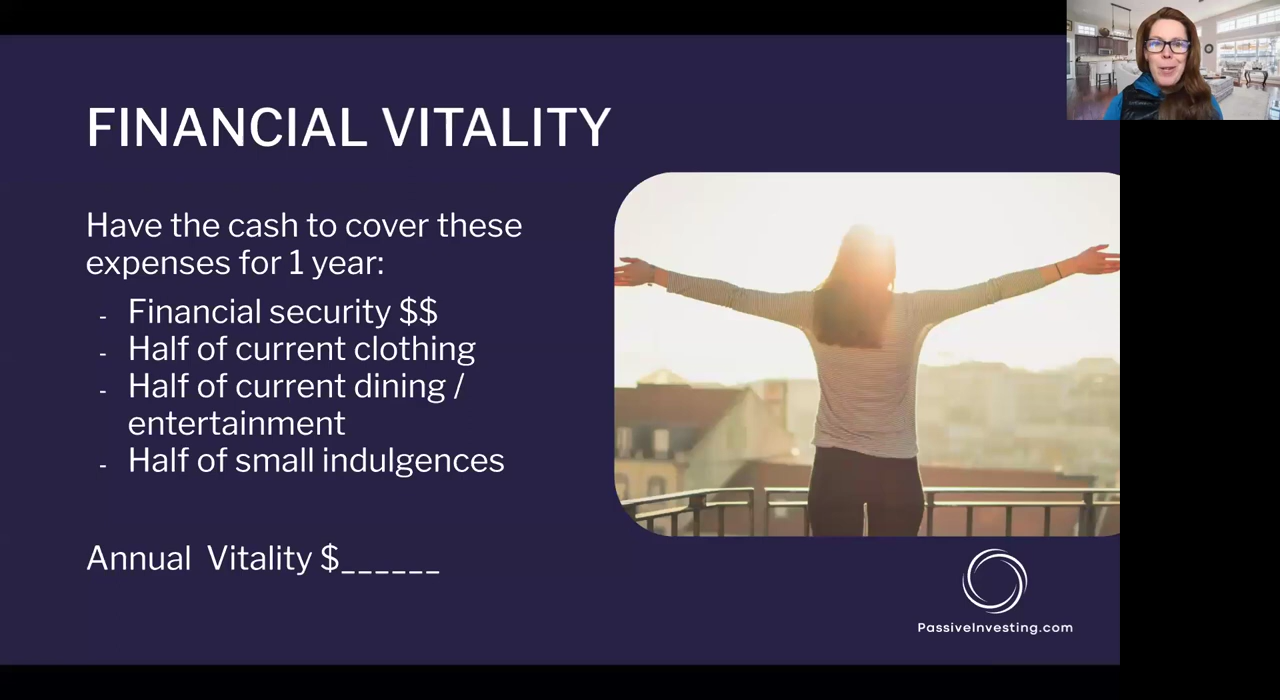 FINANCIAL VITALITY
Have the cash to cover these
expenses for 1 year:
- Financial security $$
- Half of current clothing
- Half of current dining /
entertainment
- Half of small indulgences
Annual  Vitality $______
PassiveInvesting.com